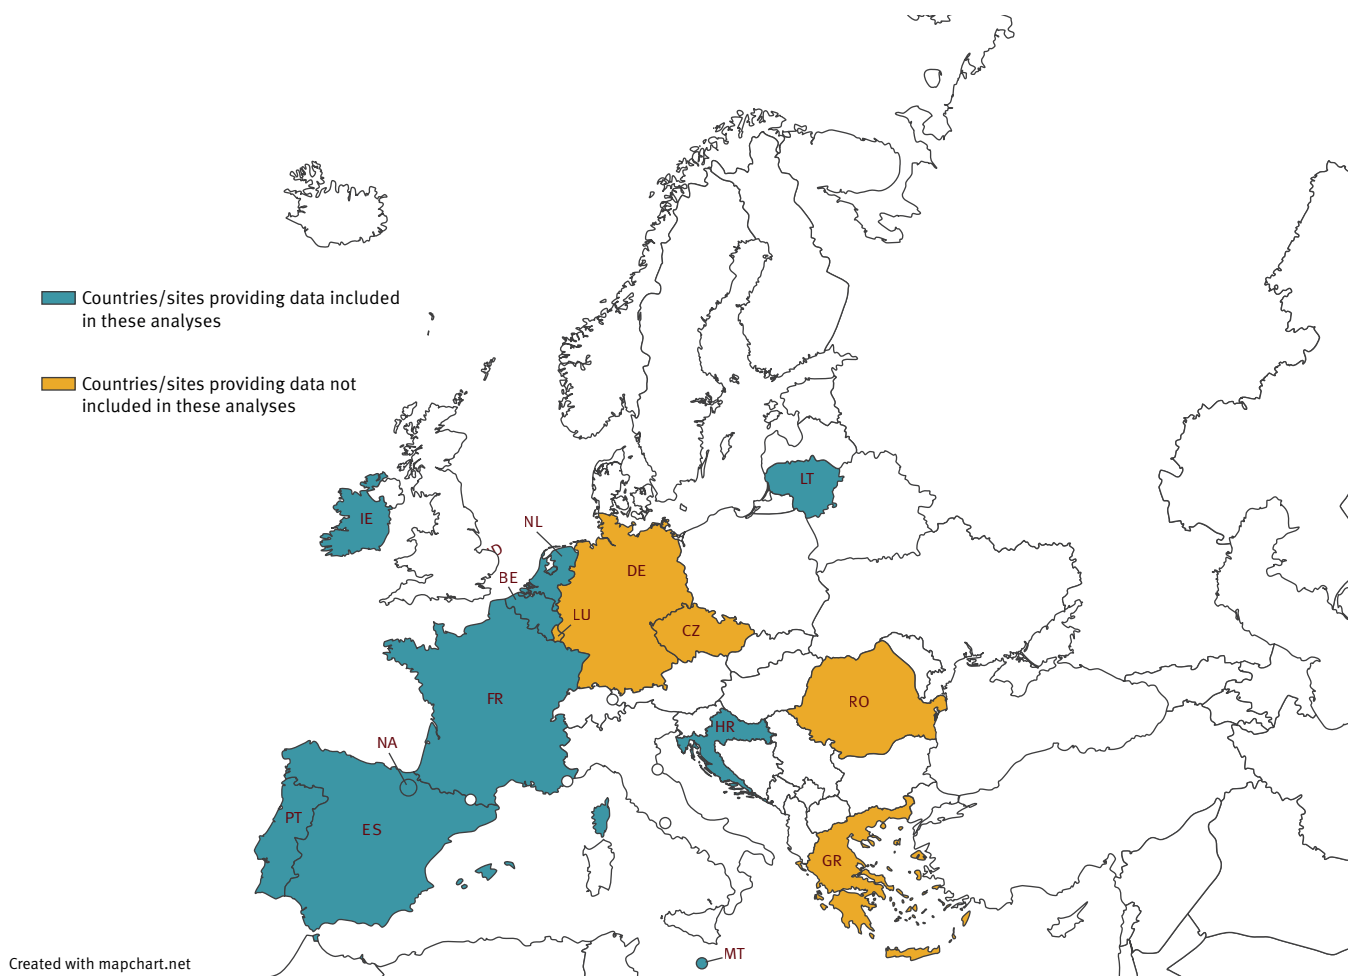 Countries/sites providing data included
in these analyses
Countries/sites providing data not
included in these analyses
LT
IE
NL
D
BE
DE
LU
CZ
FR
RO
HR
NA
PT
ES
GR
MT
Created with mapchart.net